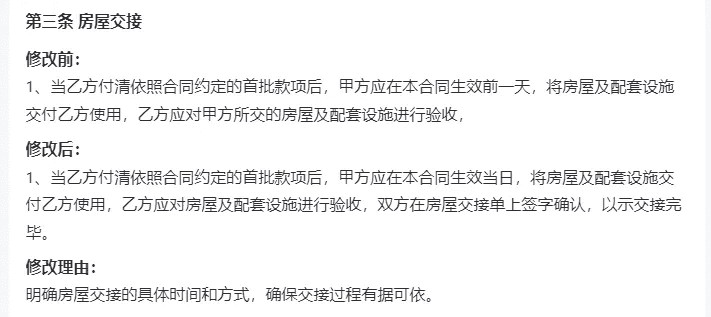 第三条 房屋交接
修改前：
1、当乙方付清依照合同约定的首批款项后，甲方应在本合同生效前一天，将房屋及配套设施
交付乙方使用，乙方应对甲方所交的房屋及配套设施进行验收，
修改后：
1、当乙方付清依照合同约定的首批款项后，甲方应在本合同生效当日，将房屋及配套设施交
付乙方使用，乙方应对房屋及配套设施进行验收，双方在房屋交接单上签字确认，以示交接完
毕。
修改理由：
明确房屋交接的具体时间和方式，确保交接过程有据可依。